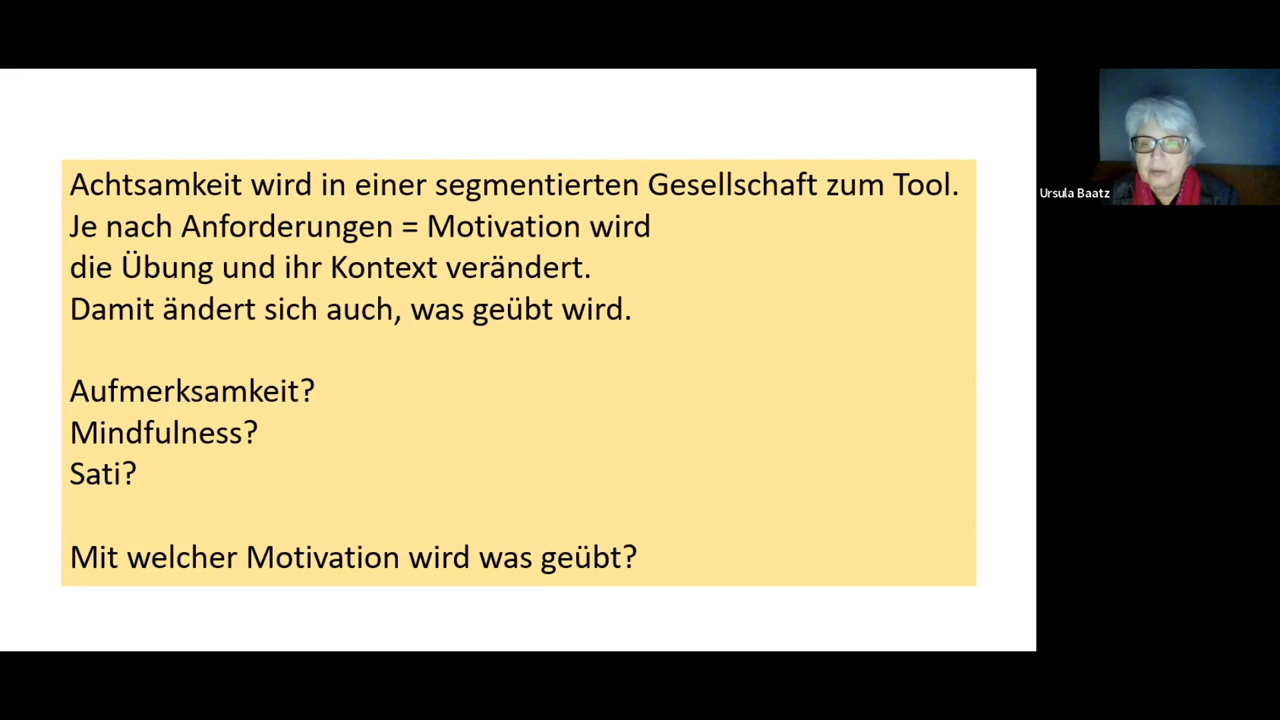 Achtsamkeit wird in einer segmentierten Gesellschaft zum Tool.
Je nach Anforderungen = Motivation wird
die Übung und ihr Kontext verändert.
Damit ändert sich auch, was geübt wird.
Aufmerksamkeit?
Mindfulness?
Sati?
Mit welcher Motivation wird was geübt?
Ursula Baatz